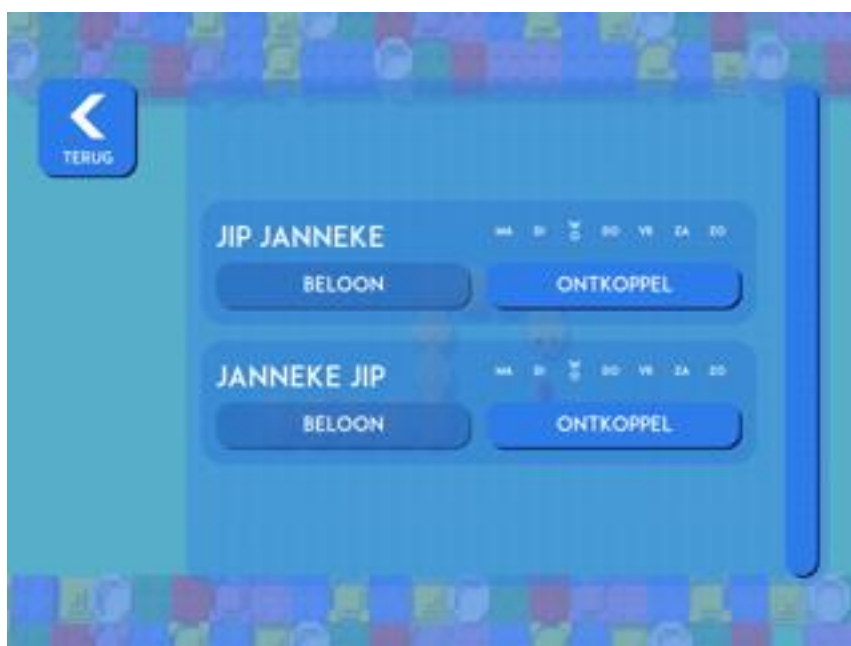 TERUG
JIP JANNEKE
MA DI WO DO VR ZA ZO
BELOON ONTKOPPEL
JANNEKE JIP
MA DI WO DO VR ZA ZO
BELOON ONTKOPPEL